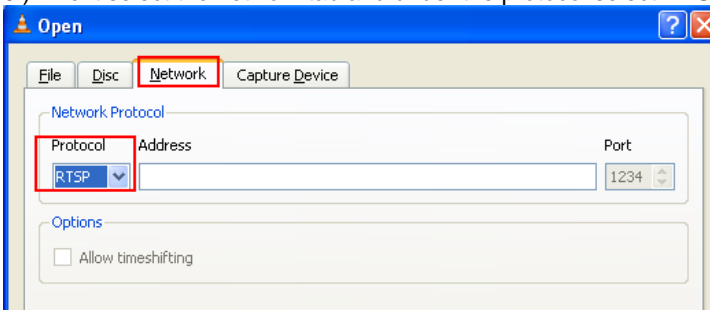 Open
File Disc Network Capture Device
Network Protocol
Protocol Address Port
RTSP 1234
Options
Allow timeshifting